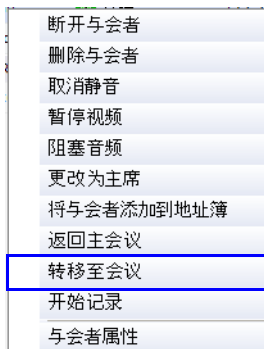 断开与会者
删除与会者
取消静音
暂停视频
阻塞音频
更改为主席
将与会者添加到地址簿
返回主会议
转移至会议
开始记录
与会者属性